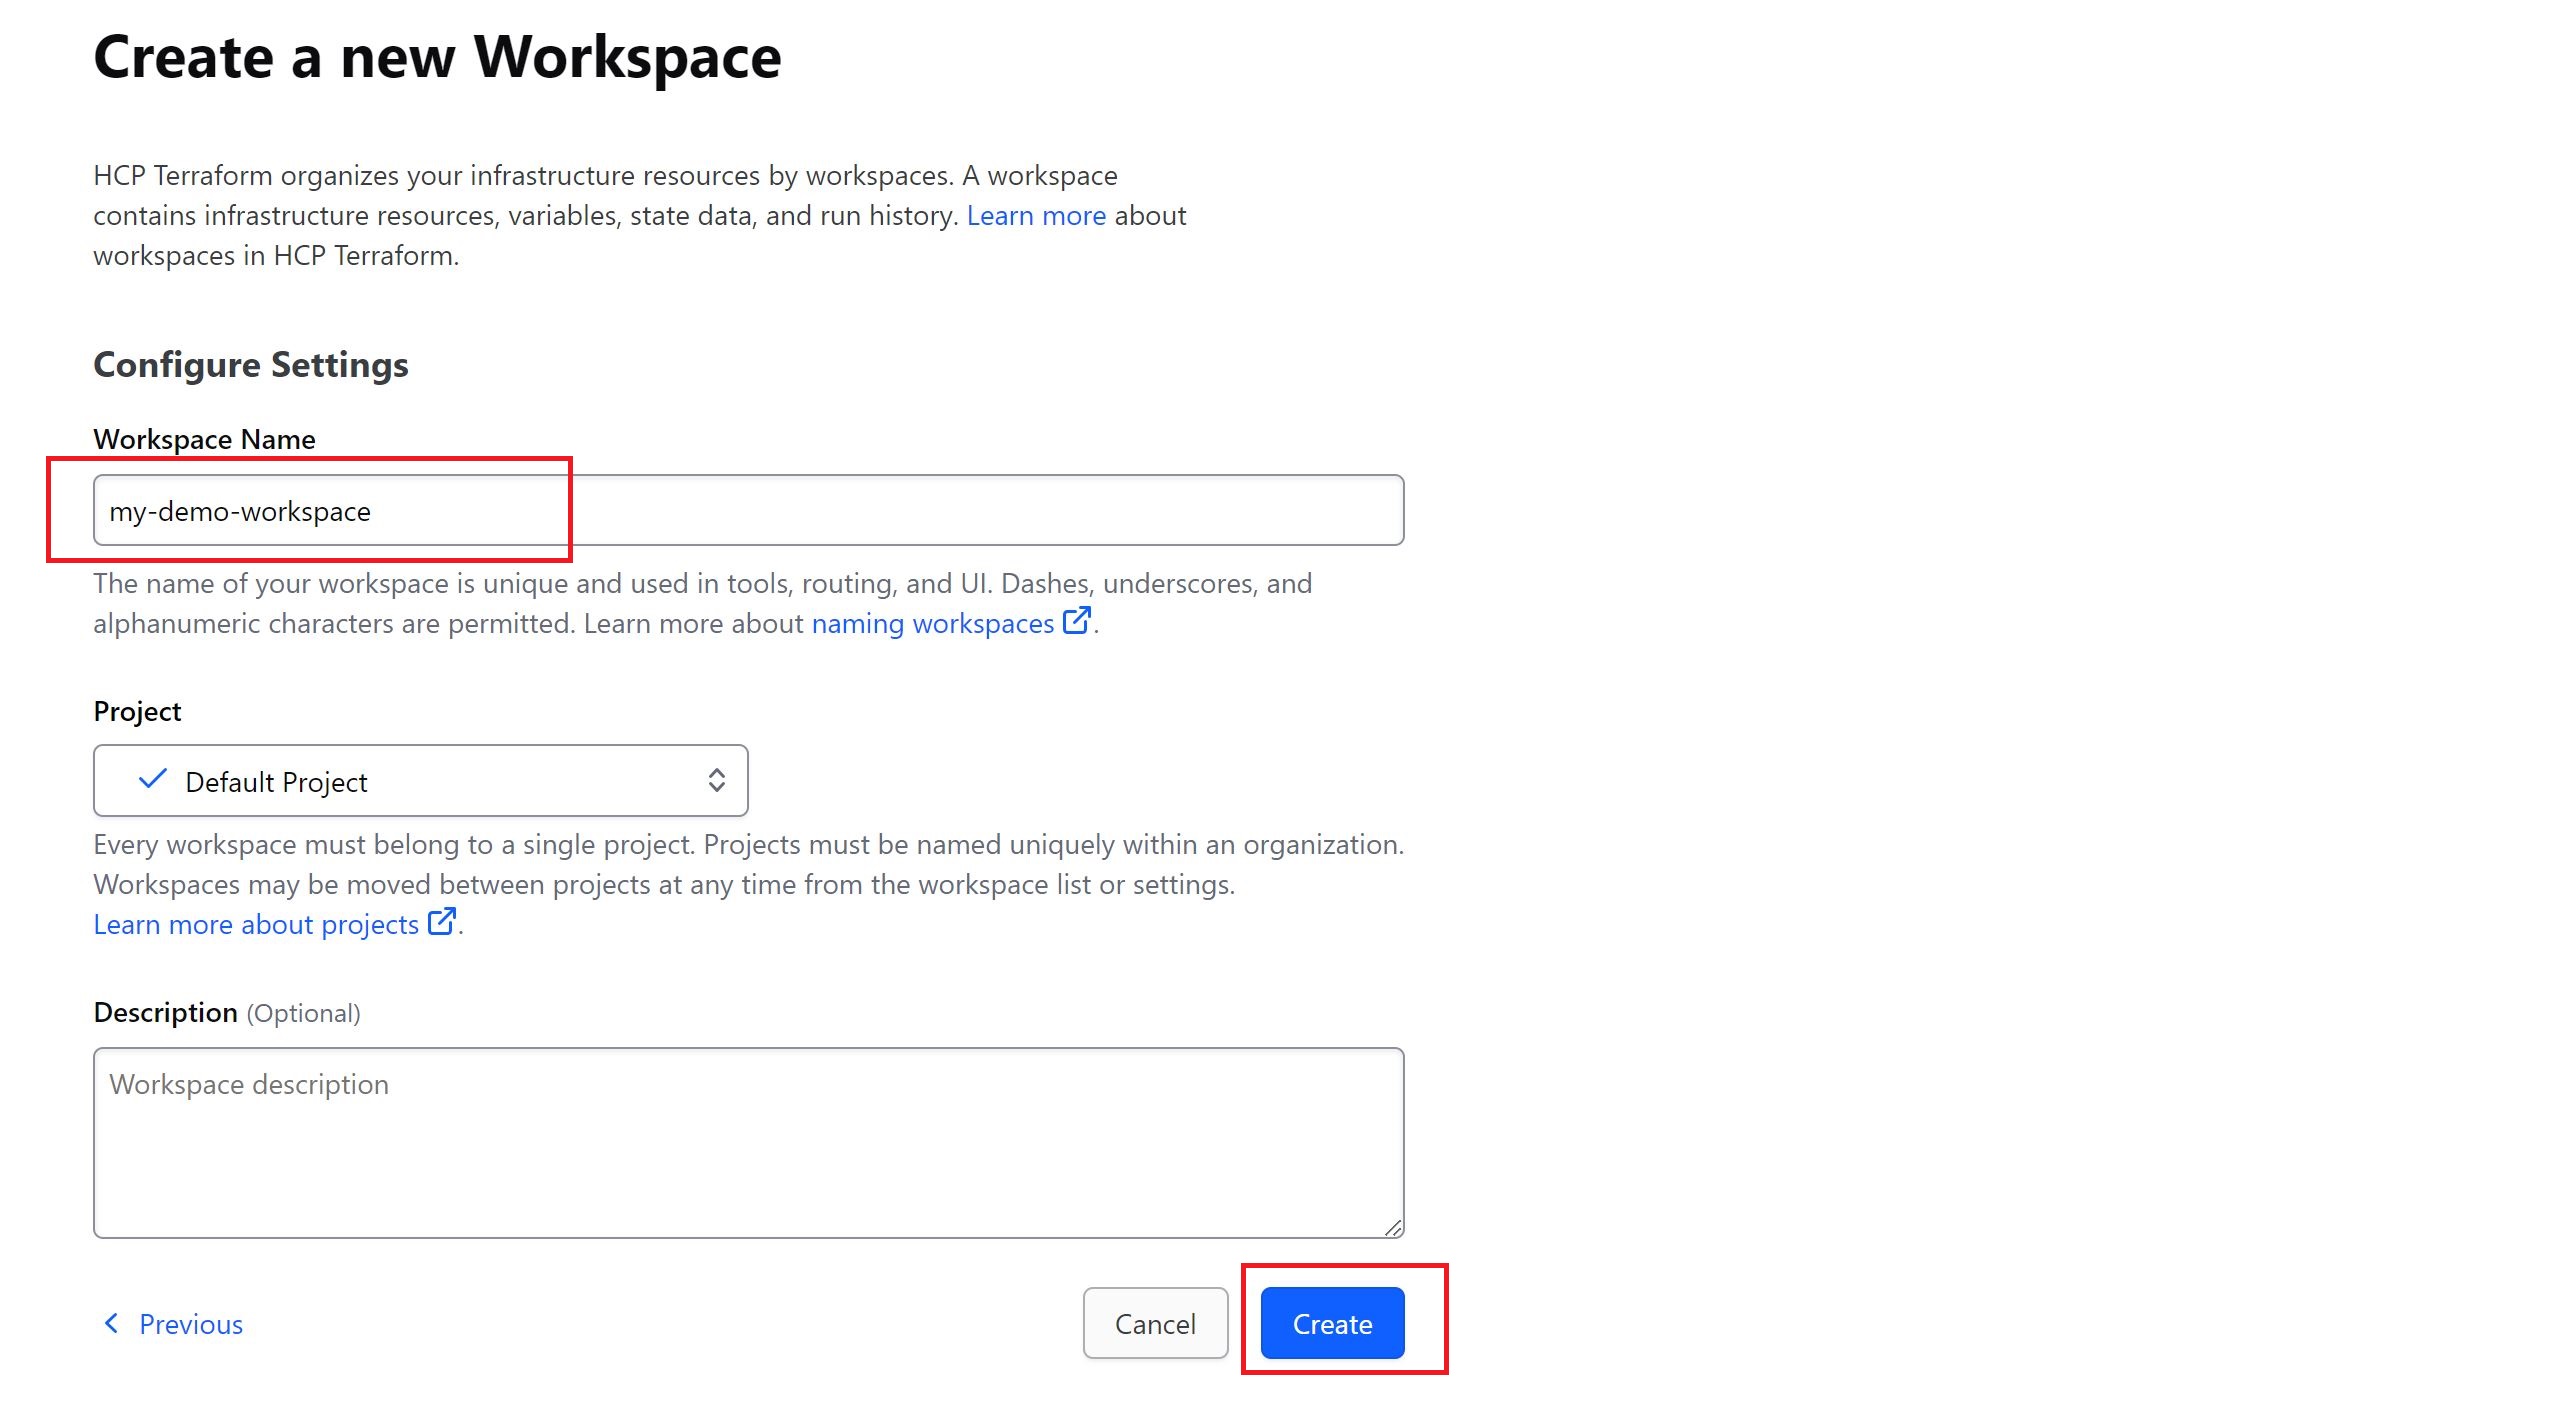 Create a new Workspace
HCP Terraform organizes your infrastructure resources by workspaces. A workspace
contains infrastructure resources, variables, state data, and run history. Learn more about
workspaces in HCP Terraform.
Configure Settings
Workspace Name
my-demo-workspace
The name of your workspace is unique and used in tools, routing, and UI. Dashes, underscores, and
alphanumeric characters are permitted. Learn more about naming workspaces .
Project
Default Project
Every workspace must belong to a single project. Projects must be named uniquely within an organization.
Workspaces may be moved between projects at any time from the workspace list or settings.
Learn more about projects .
Description (Optional)
Workspace description
Previous
Cancel
Create